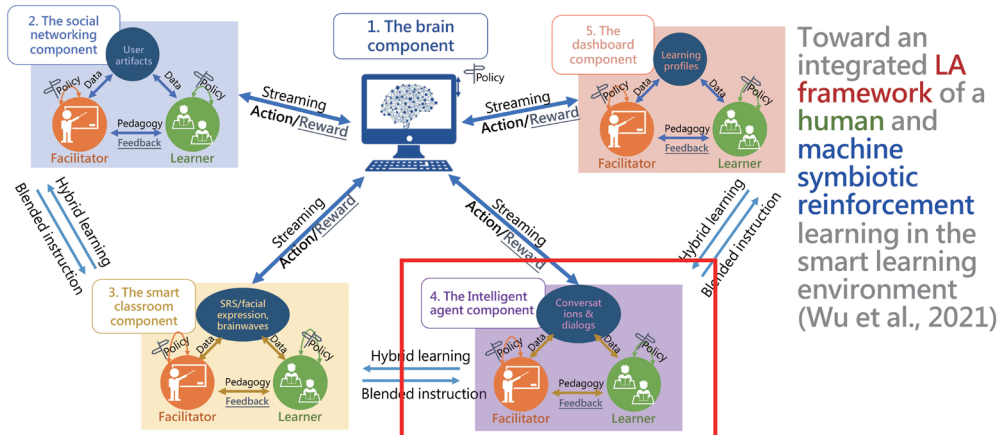 2. The social
networking
component
User
artifacts
Policy
Data
Data
Policy
Pedagogy
Feedback
Facilitator
Learner
1. The brain
component
Policy
Streaming
Action/Reward
Streaming
Action/Reward
5. The
dashboard
component
Learning
profiles
Policy
Data
Data
Policy
Pedagogy
Feedback
Facilitator
Learner
Toward an
integrated LA
framework of a
human and
machine
symbiotic
reinforcement
learning in the
smart learning
environment
(Wu et al., 2021)
Hybrid learning
Blended instruction
Streaming
Action/Reward
Streaming
Action/Reward
Hybrid learning
Blended instruction
3. The smart
classroom
component
SRS/facial
expression,
brainwaves
Policy
Data
Data
Policy
Pedagogy
Feedback
Facilitator
Learner
Hybrid learning
Blended instruction
4. The Intelligent
agent component
Conversat
ions &
dialogs
Policy
Data
Data
Policy
Pedagogy
Feedback
Facilitator
Learner